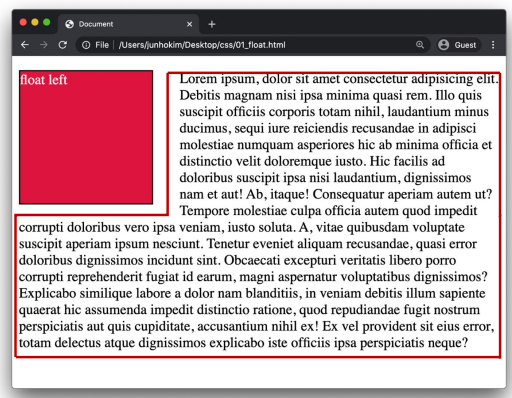 Document
File | /Users/junhokim/Desktop/css/01_float.html
Guest
float left
Lorem ipsum, dolor sit amet consectetur adipisicing elit.
Debitis magnam nisi ipsa minima quasi rem. Illo quis
suscipit officiis corporis totam nihil, laudantium minus
ducimus, sequi iure reiciendis recusandae in adipisci
molestiae numquam asperiores hic ab minima officia et
distinctio velit doloremque iusto. Hic facilis ad
doloribus suscipit ipsa nisi laudantium, dignissimos
nam et aut! Ab, itaque! Consequatur aperiam autem ut?
Tempore molestiae culpa officia autem quod impedit
corrupti doloribus vero ipsa veniam, iusto soluta. A, vitae quibusdam voluptate
suscipit aperiam ipsum nesciunt. Tenetur eveniet aliquam recusandae, quasi error
doloribus dignissimos incidunt sint. Obcaecati excepturi veritatis libero porro
corrupti reprehenderit fugiat id earum, magni aspernatur voluptatibus dignissimos?
Explicabo similique labore a dolor nam blanditiis, in veniam debitis illum sapiente
quaerat hic assumenda impedit distinctio ratione, quod repudiandae fugit nostrum
perspiciatis aut quis cupiditate, accusantium nihil ex! Ex vel provident sit eius error,
totam delectus atque dignissimos explicabo iste officiis ipsa perspiciatis neque?